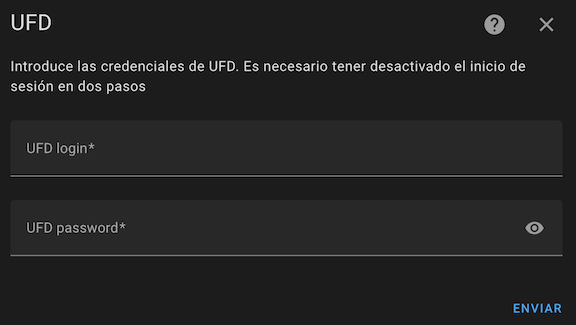 UFD
Introduce las credenciales de UFD. Es necesario tener desactivado el inicio de
sesión en dos pasos
UFD login*
UFD password*
ENVIAR